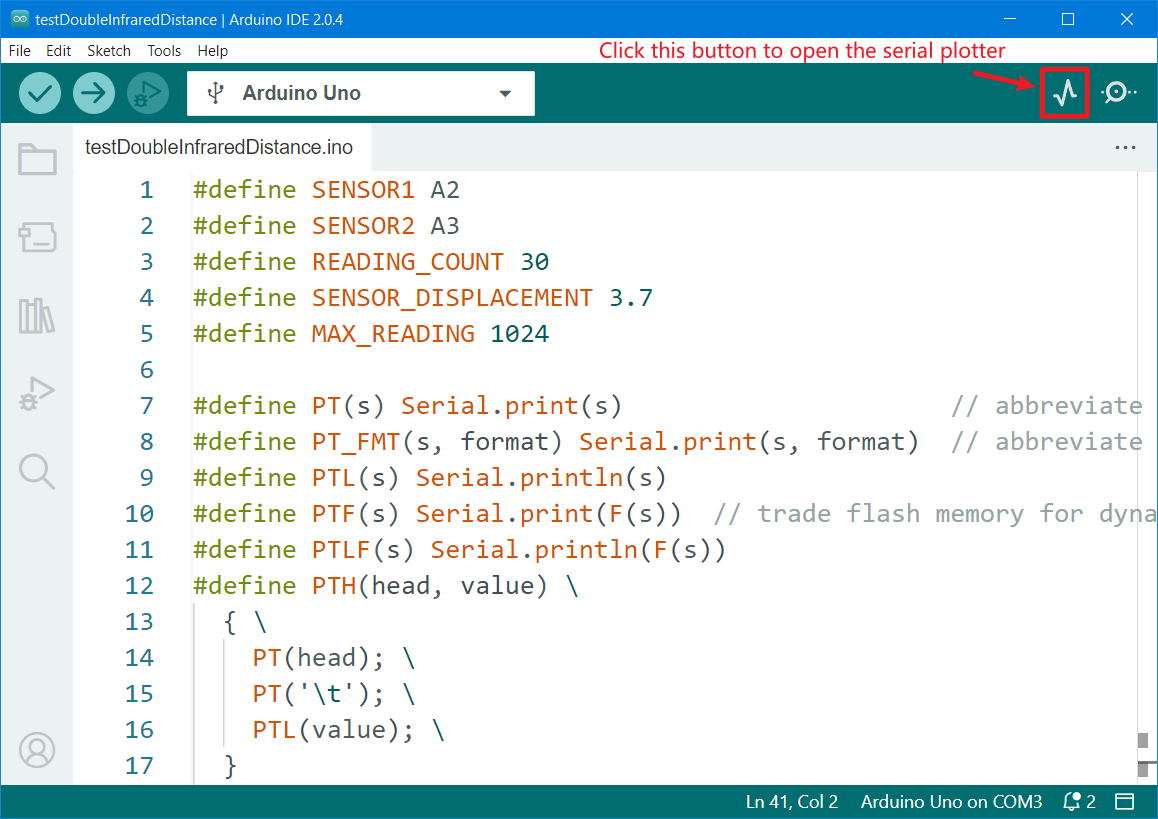 testDoubleInfraredDistance | Arduino IDE 2.0.4
File Edit Sketch Tools Help
Click this button to open the serial plotter
Arduino Uno
testDoubleInfraredDistance.ino
1 #define SENSOR1 A2
2 #define SENSOR2 A3
3 #define READING_COUNT 30
4 #define SENSOR_DISPLACEMENT 3.7
5 #define MAX_READING 1024
6
7 #define PT(s) Serial.print(s) // abbreviate
8 #define PT_FMT(s, format) Serial.print(s, format) // abbreviate
9 #define PTL(s) Serial.println(s)
10 #define PTF(s) Serial.print(F(s)) // trade flash memory for dyna
11 #define PTLF(s) Serial.println(F(s))
12 #define PTH(head, value) \
13 { \
14 PT(head); \
15 PT('\t'); \
16 PTL(value); \
17 }
Ln 41, Col 2 Arduino Uno on COM3 2